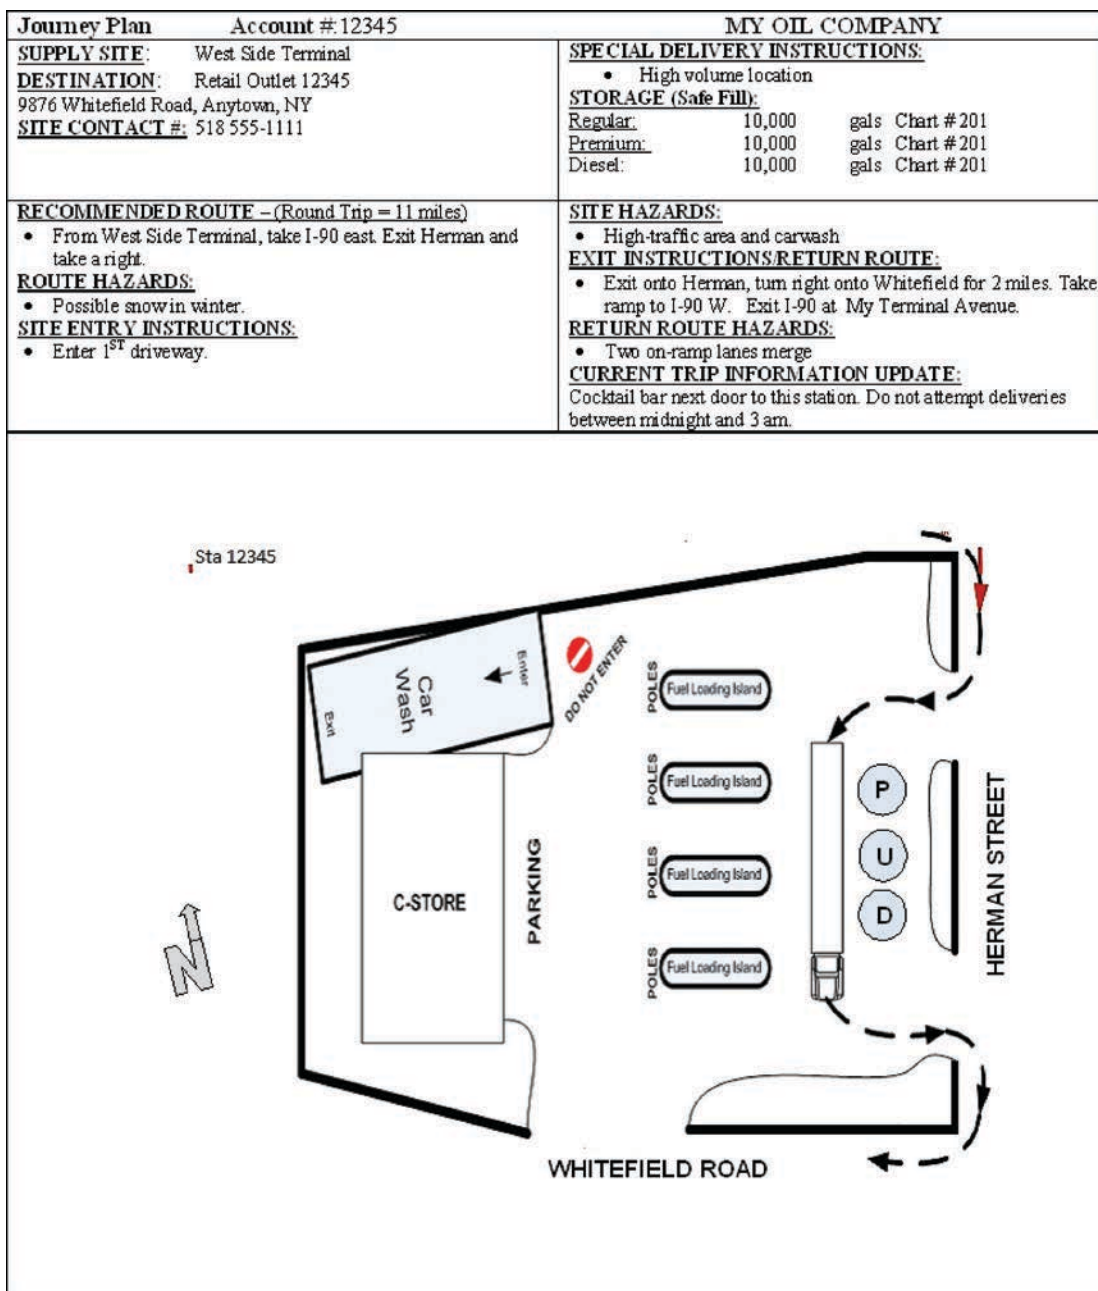 Journey Plan Account #:12345
MY OIL COMPANY
SUPPLY SITE: West Side Terminal
DESTINATION: Retail Outlet 12345
9876 Whitefield Road, Anytown, NY
SITE CONTACT #: 518 555-1111
SPECIAL DELIVERY INSTRUCTIONS:
• High volume location
STORAGE (Safe Fill):
Regular: 10,000 gals Chart # 201
Premium: 10,000 gals Chart # 201
Diesel: 10,000 gals Chart # 201
RECOMMENDED ROUTE – (Round Trip = 11 miles)
• From West Side Terminal, take I-90 east. Exit Herman and
take a right.
ROUTE HAZARDS:
• Possible snow in winter.
SITE ENTRY INSTRUCTIONS:
• Enter 1ST driveway.
SITE HAZARDS:
• High-traffic area and carwash
EXIT INSTRUCTIONS/RETURN ROUTE:
• Exit onto Herman, turn right onto Whitefield for 2 miles. Take
ramp to I-90 W. Exit I-90 at My Terminal Avenue.
RETURN ROUTE HAZARDS:
• Two on-ramp lanes merge
CURRENT TRIP INFORMATION UPDATE:
Cocktail bar next door to this station. Do not attempt deliveries
between midnight and 3 am.
Sta 12345
Car
Wash
Enter
Exit
DO NOT ENTER
POLES
Fuel Loading Island
POLES
Fuel Loading Island
POLES
Fuel Loading Island
POLES
Fuel Loading Island
P
U
D
C-STORE
PARKING
HERMAN STREET
N
WHITEFIELD ROAD